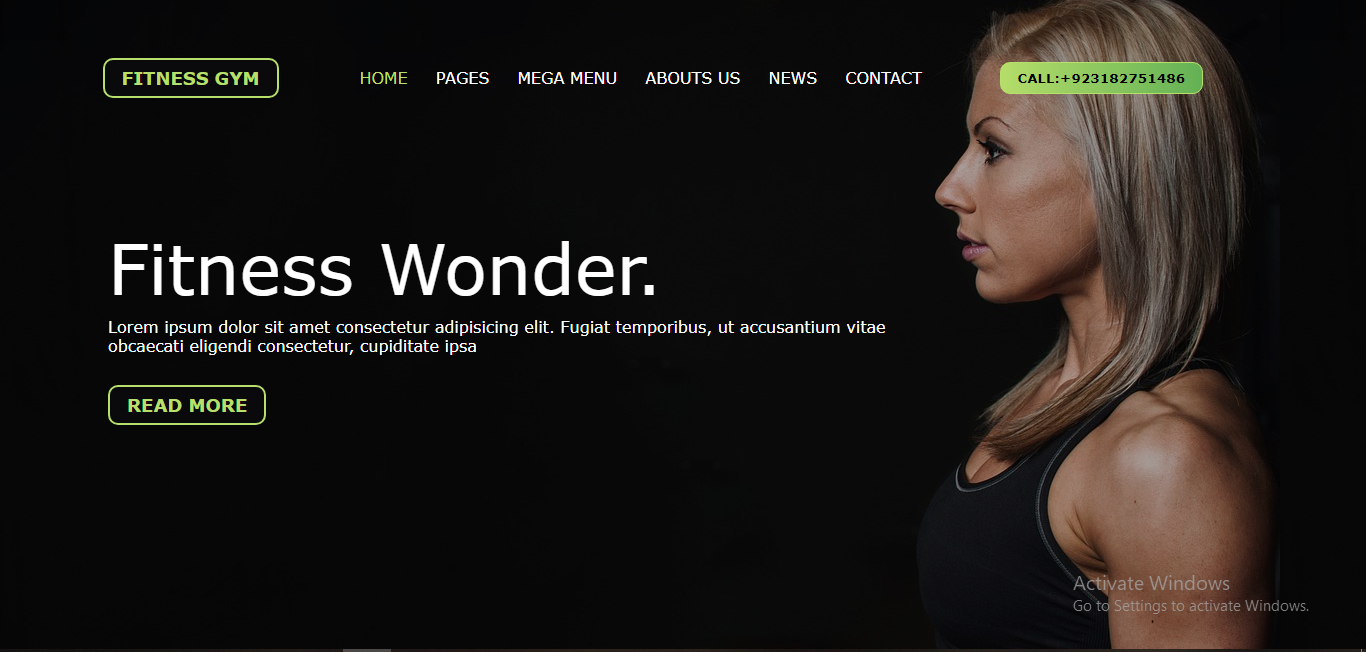 FITNESS GYM
HOME PAGES MEGA MENU ABOUTS US NEWS CONTACT
CALL:+923182751486
Fitness Wonder.
Lorem ipsum dolor sit amet consectetur adipisicing elit. Fugiat temporibus, ut accusantium vitae
obcaecati eligendi consectetur, cupiditate ipsa
READ MORE
Activate Windows
Go to Settings to activate Windows.